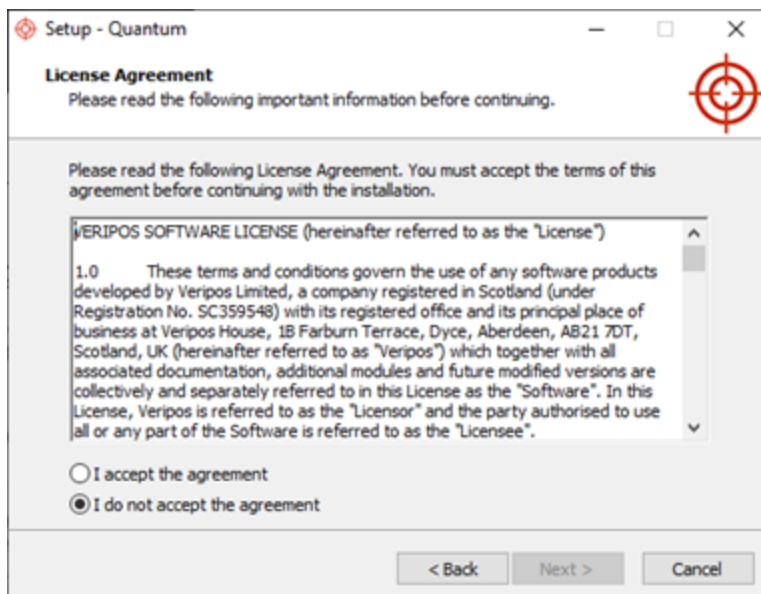 Setup - Quantum
License Agreement
Please read the following important information before continuing.
Please read the following License Agreement. You must accept the terms of this
agreement before continuing with the installation.
VERIPOS SOFTWARE LICENSE (hereinafter referred to as the "License")
1.0 These terms and conditions govern the use of any software products
developed by Veripos Limited, a company registered in Scotland (under
Registration No. SC359548) with its registered office and its principal place of
business at Veripos House, 1B Farburn Terrace, Dyce, Aberdeen, AB21 7DT,
Scotland, UK (hereinafter referred to as "Veripos") which together with all
associated documentation, additional modules and future modified versions are
collectively and separately referred to in this License as the "Software". In this
License, Veripos is referred to as the "Licensor" and the party authorised to use
all or any part of the Software is referred to as the "Licensee".
I accept the agreement
I do not accept the agreement
< Back Next > Cancel